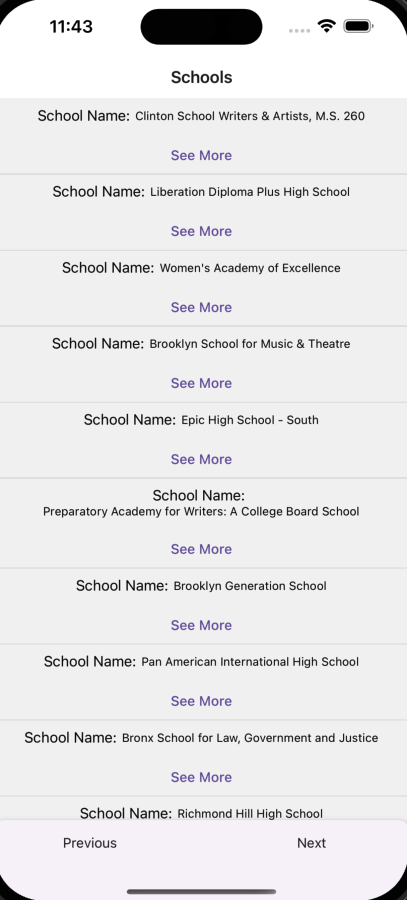 11:43
Schools
School Name: Clinton School Writers & Artists, M.S. 260
See More
School Name: Liberation Diploma Plus High School
See More
School Name: Women's Academy of Excellence
See More
School Name: Brooklyn School for Music & Theatre
See More
School Name: Epic High School - South
See More
School Name:
Preparatory Academy for Writers: A College Board School
See More
School Name: Brooklyn Generation School
See More
School Name: Pan American International High School
See More
School Name: Bronx School for Law, Government and Justice
See More
School Name: Richmond Hill High School
Previous Next